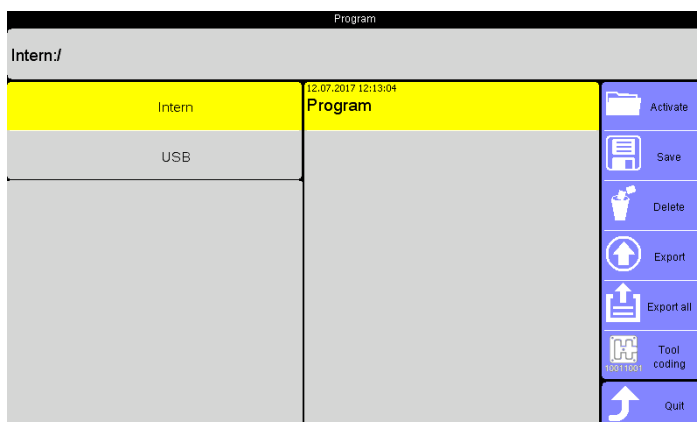 Program
Intern:/
Intern
USB
12.07.2017 12:13:04
Program
Activate
Save
Delete
Export
Export all
10011001
Tool
coding
Quit